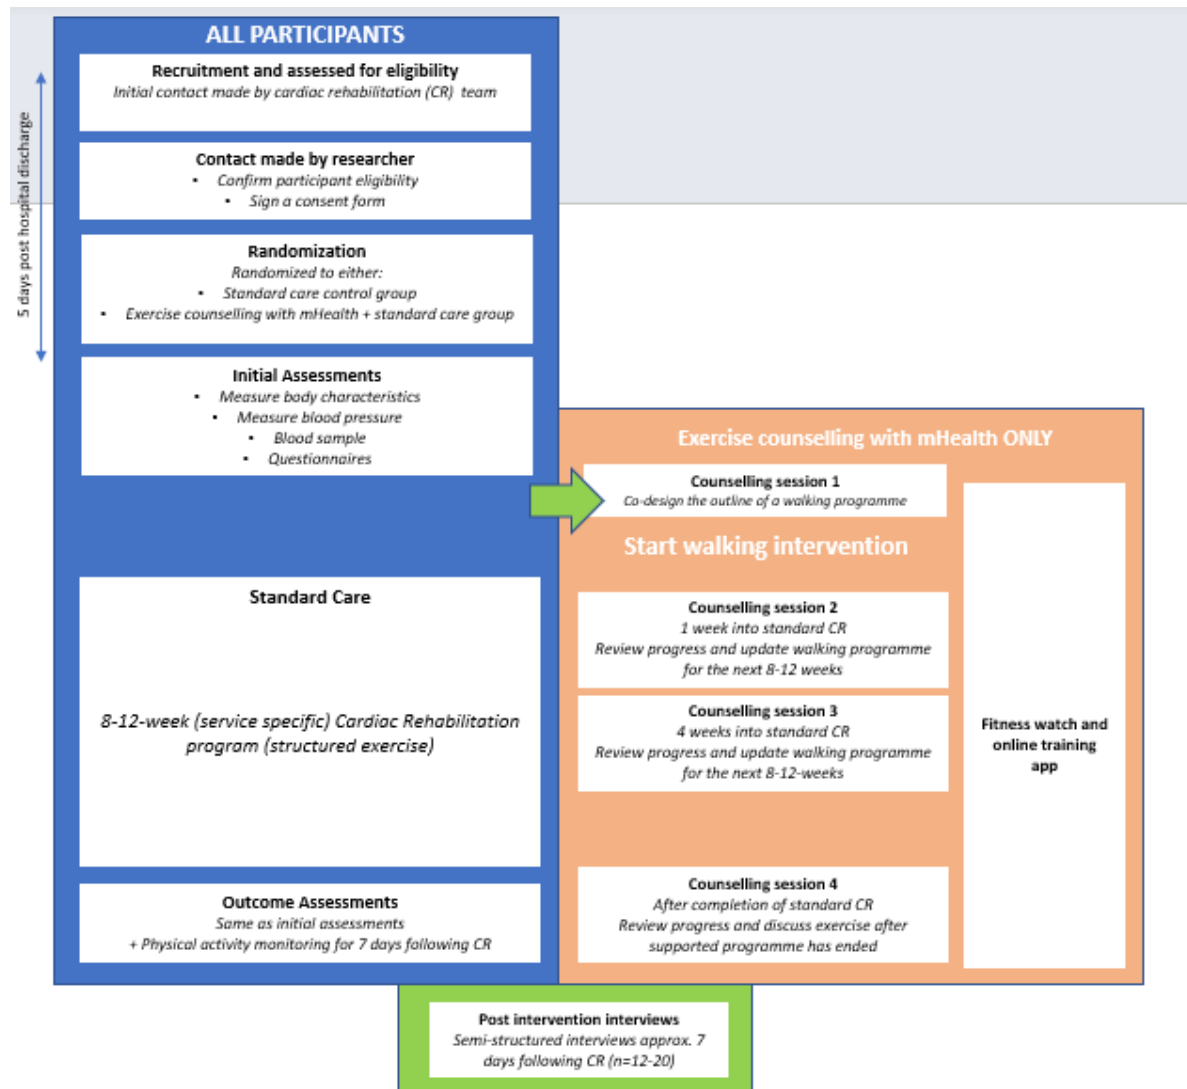 ALL PARTICIPANTS
Recruitment and assessed for eligibility
Initial contact made by cardiac rehabilitation (CR) team
5 days post hospital discharge
Contact made by researcher
▪ Confirm participant eligibility
▪ Sign a consent form
Randomization
Randomized to either:
▪ Standard care control group
▪ Exercise counselling with mHealth + standard care group
Initial Assessments
▪ Measure body characteristics
▪ Measure blood pressure
▪ Blood sample
▪ Questionnaires
Standard Care
8-12-week (service specific) Cardiac Rehabilitation
program (structured exercise)
Outcome Assessments
Same as initial assessments
+ Physical activity monitoring for 7 days following CR
Exercise counselling with mHealth ONLY
Counselling session 1
Co-design the outline of a walking programme
Start walking intervention
Counselling session 2
1 week into standard CR
Review progress and update walking programme
for the next 8-12 weeks
Counselling session 3
4 weeks into standard CR
Review progress and update walking programme
for the next 8-12-weeks
Counselling session 4
After completion of standard CR
Review progress and discuss exercise after
supported programme has ended
Fitness watch and
online training
app
Post intervention interviews
Semi-structured interviews approx. 7
days following CR (n=12-20)